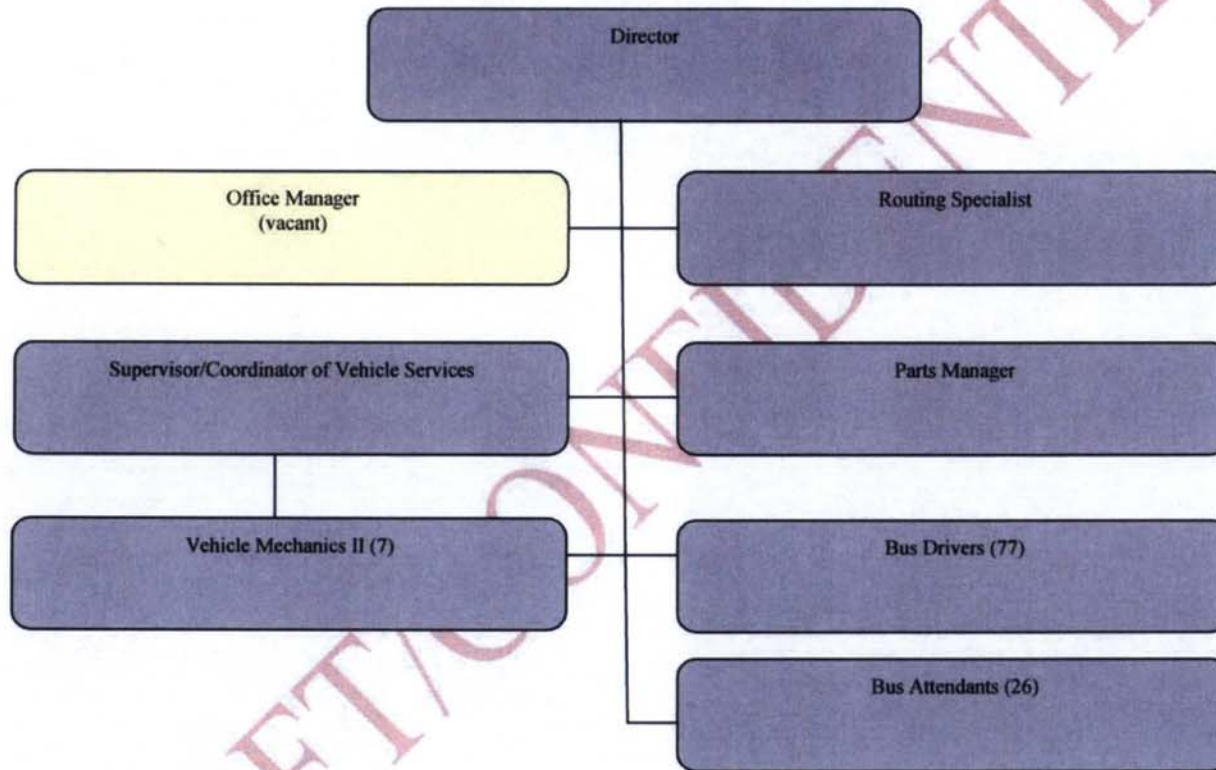 Director
Office Manager
(vacant)
Routing Specialist
Supervisor/Coordinator of Vehicle Services
Parts Manager
Vehicle Mechanics II (7)
Bus Drivers (77)
Bus Attendants (26)